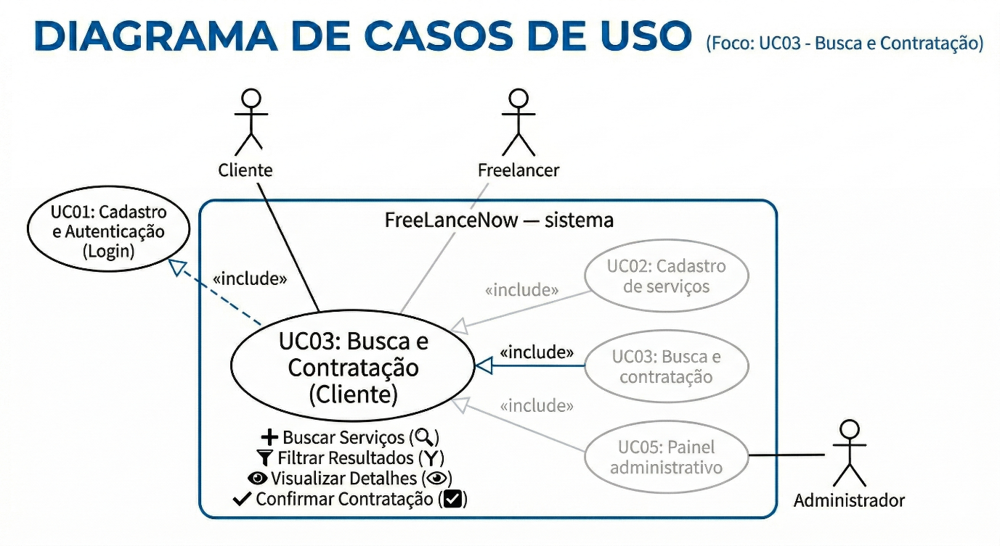 DIAGRAMA DE CASOS DE USO (Foco: UC03 - Busca e Contratação)
Cliente
Freelancer
UC01: Cadastro
e Autenticação
(Login)
FreeLanceNow — sistema
«include»
UC02: Cadastro
de serviços
«include»
UC03: Busca e
Contratação
(Cliente)
«include»
UC03: Busca e
contratação
«include»
UC05: Painel
administrativo
Buscar Serviços ()
Filtrar Resultados (Y)
Visualizar Detalhes ()
Confirmar Contratação ()
Administrador